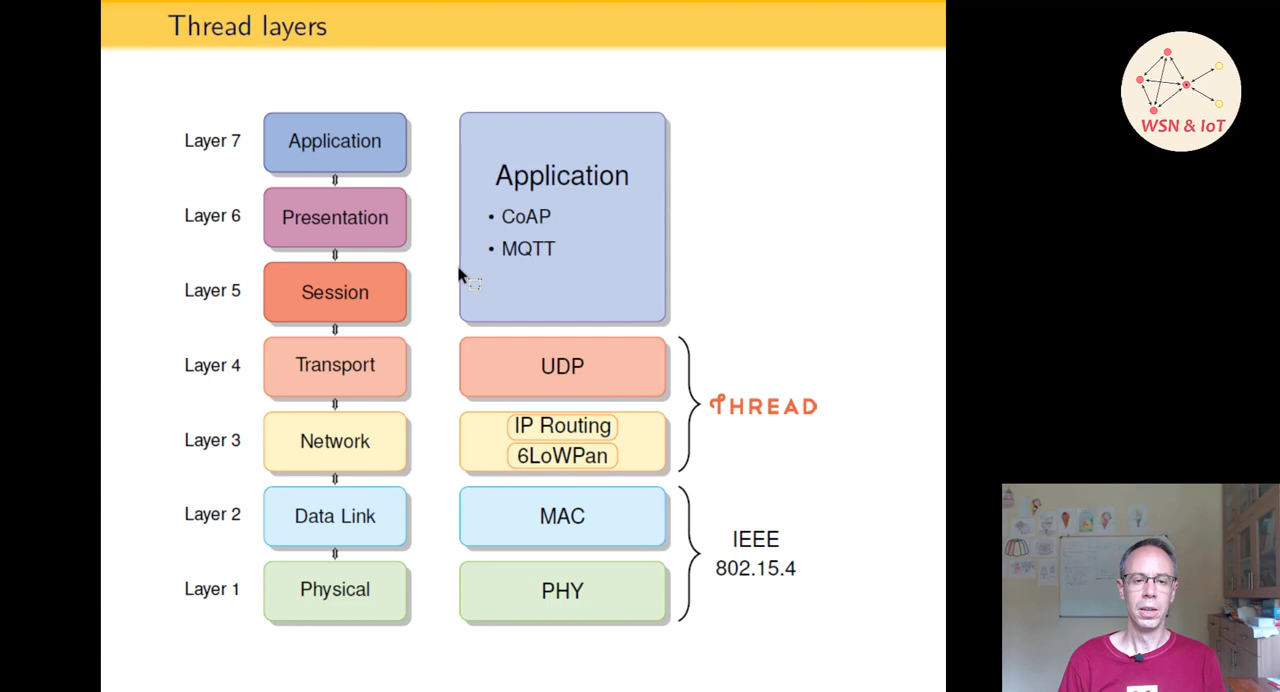 Thread layers
WSN & IoT
Layer 7
Application
Layer 6
Presentation
Layer 5
Session
Layer 4
Transport
Layer 3
Network
Layer 2
Data Link
Layer 1
Physical
Application
• CoAP
• MQTT
UDP
IP Routing
6LoWPan
MAC
PHY
THREAD
IEEE
802.15.4